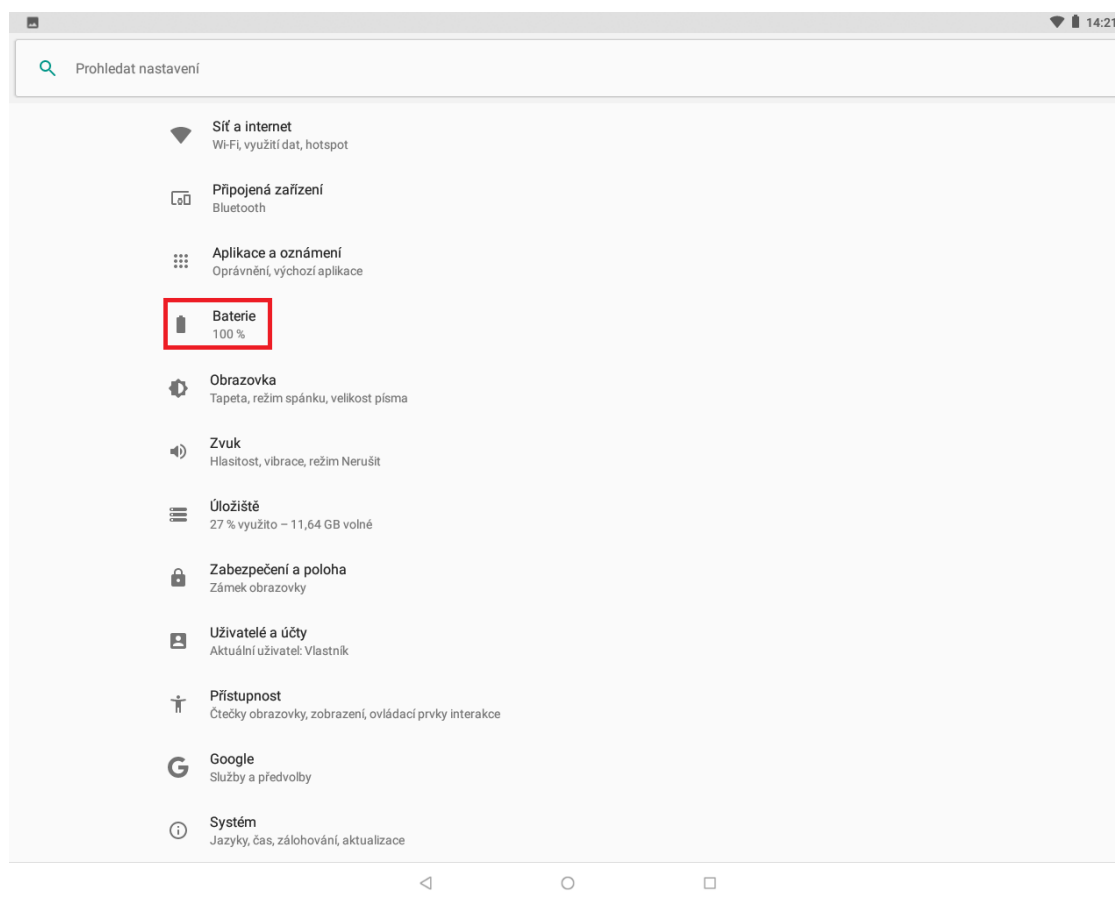 14:21
Prohledat nastavení
Síť a internet
Wi-Fi, využití dat, hotspot
Připojená zařízení
Bluetooth
Aplikace a oznámení
Oprávnění, výchozí aplikace
Baterie
100 %
Obrazovka
Tapeta, režim spánku, velikost písma
Zvuk
Hlasitost, vibrace, režim Nerušit
Úložiště
27 % využito – 11,64 GB volné
Zabezpečení a poloha
Zámek obrazovky
Uživatelé a účty
Aktuální uživatel: Vlastník
Přístupnost
Čtečky obrazovky, zobrazení, ovládací prvky interakce
Google
Služby a předvolby
Systém
Jazyky, čas, zálohování, aktualizace